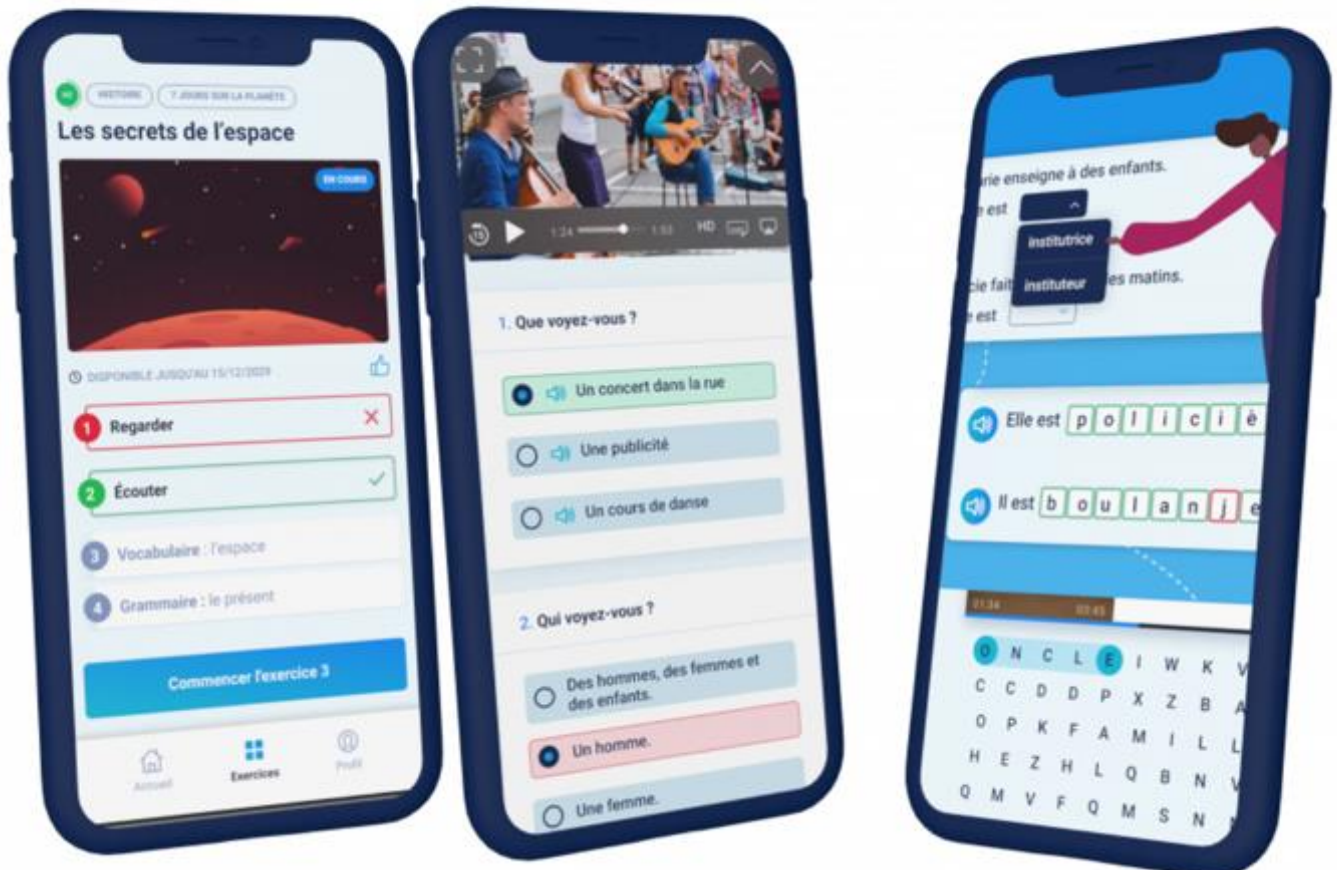 HISTOIRE
7 JOURS SUR LA PLANÈTE
Les secrets de l'espace
EN COURS
DISPONIBLE JUSQU'AU 15/12/2020
1 Regarder
2 Écouter
3 Vocabulaire : l'espace
4 Grammaire : le présent
Commencer l'exercice 3
Accueil
Exercices
Profil
15
1:24
1:53
HD
1. Que voyez-vous ?
Un concert dans la rue
Une publicité
Un cours de danse
2. Qui voyez-vous ?
Des hommes, des femmes et
des enfants.
Un homme.
Une femme.
rie enseigne à des enfants.
e est
institutrice
instituteur
cie fait
es matins.
e est
Elle est p o l i c i è
Il est b o u l a n j e
01:34
03:45
O N C L E I W K V
C C D D P X Z B A
O P K F A M I L L
H E Z H L Q B N V
Q M V F Q M S N